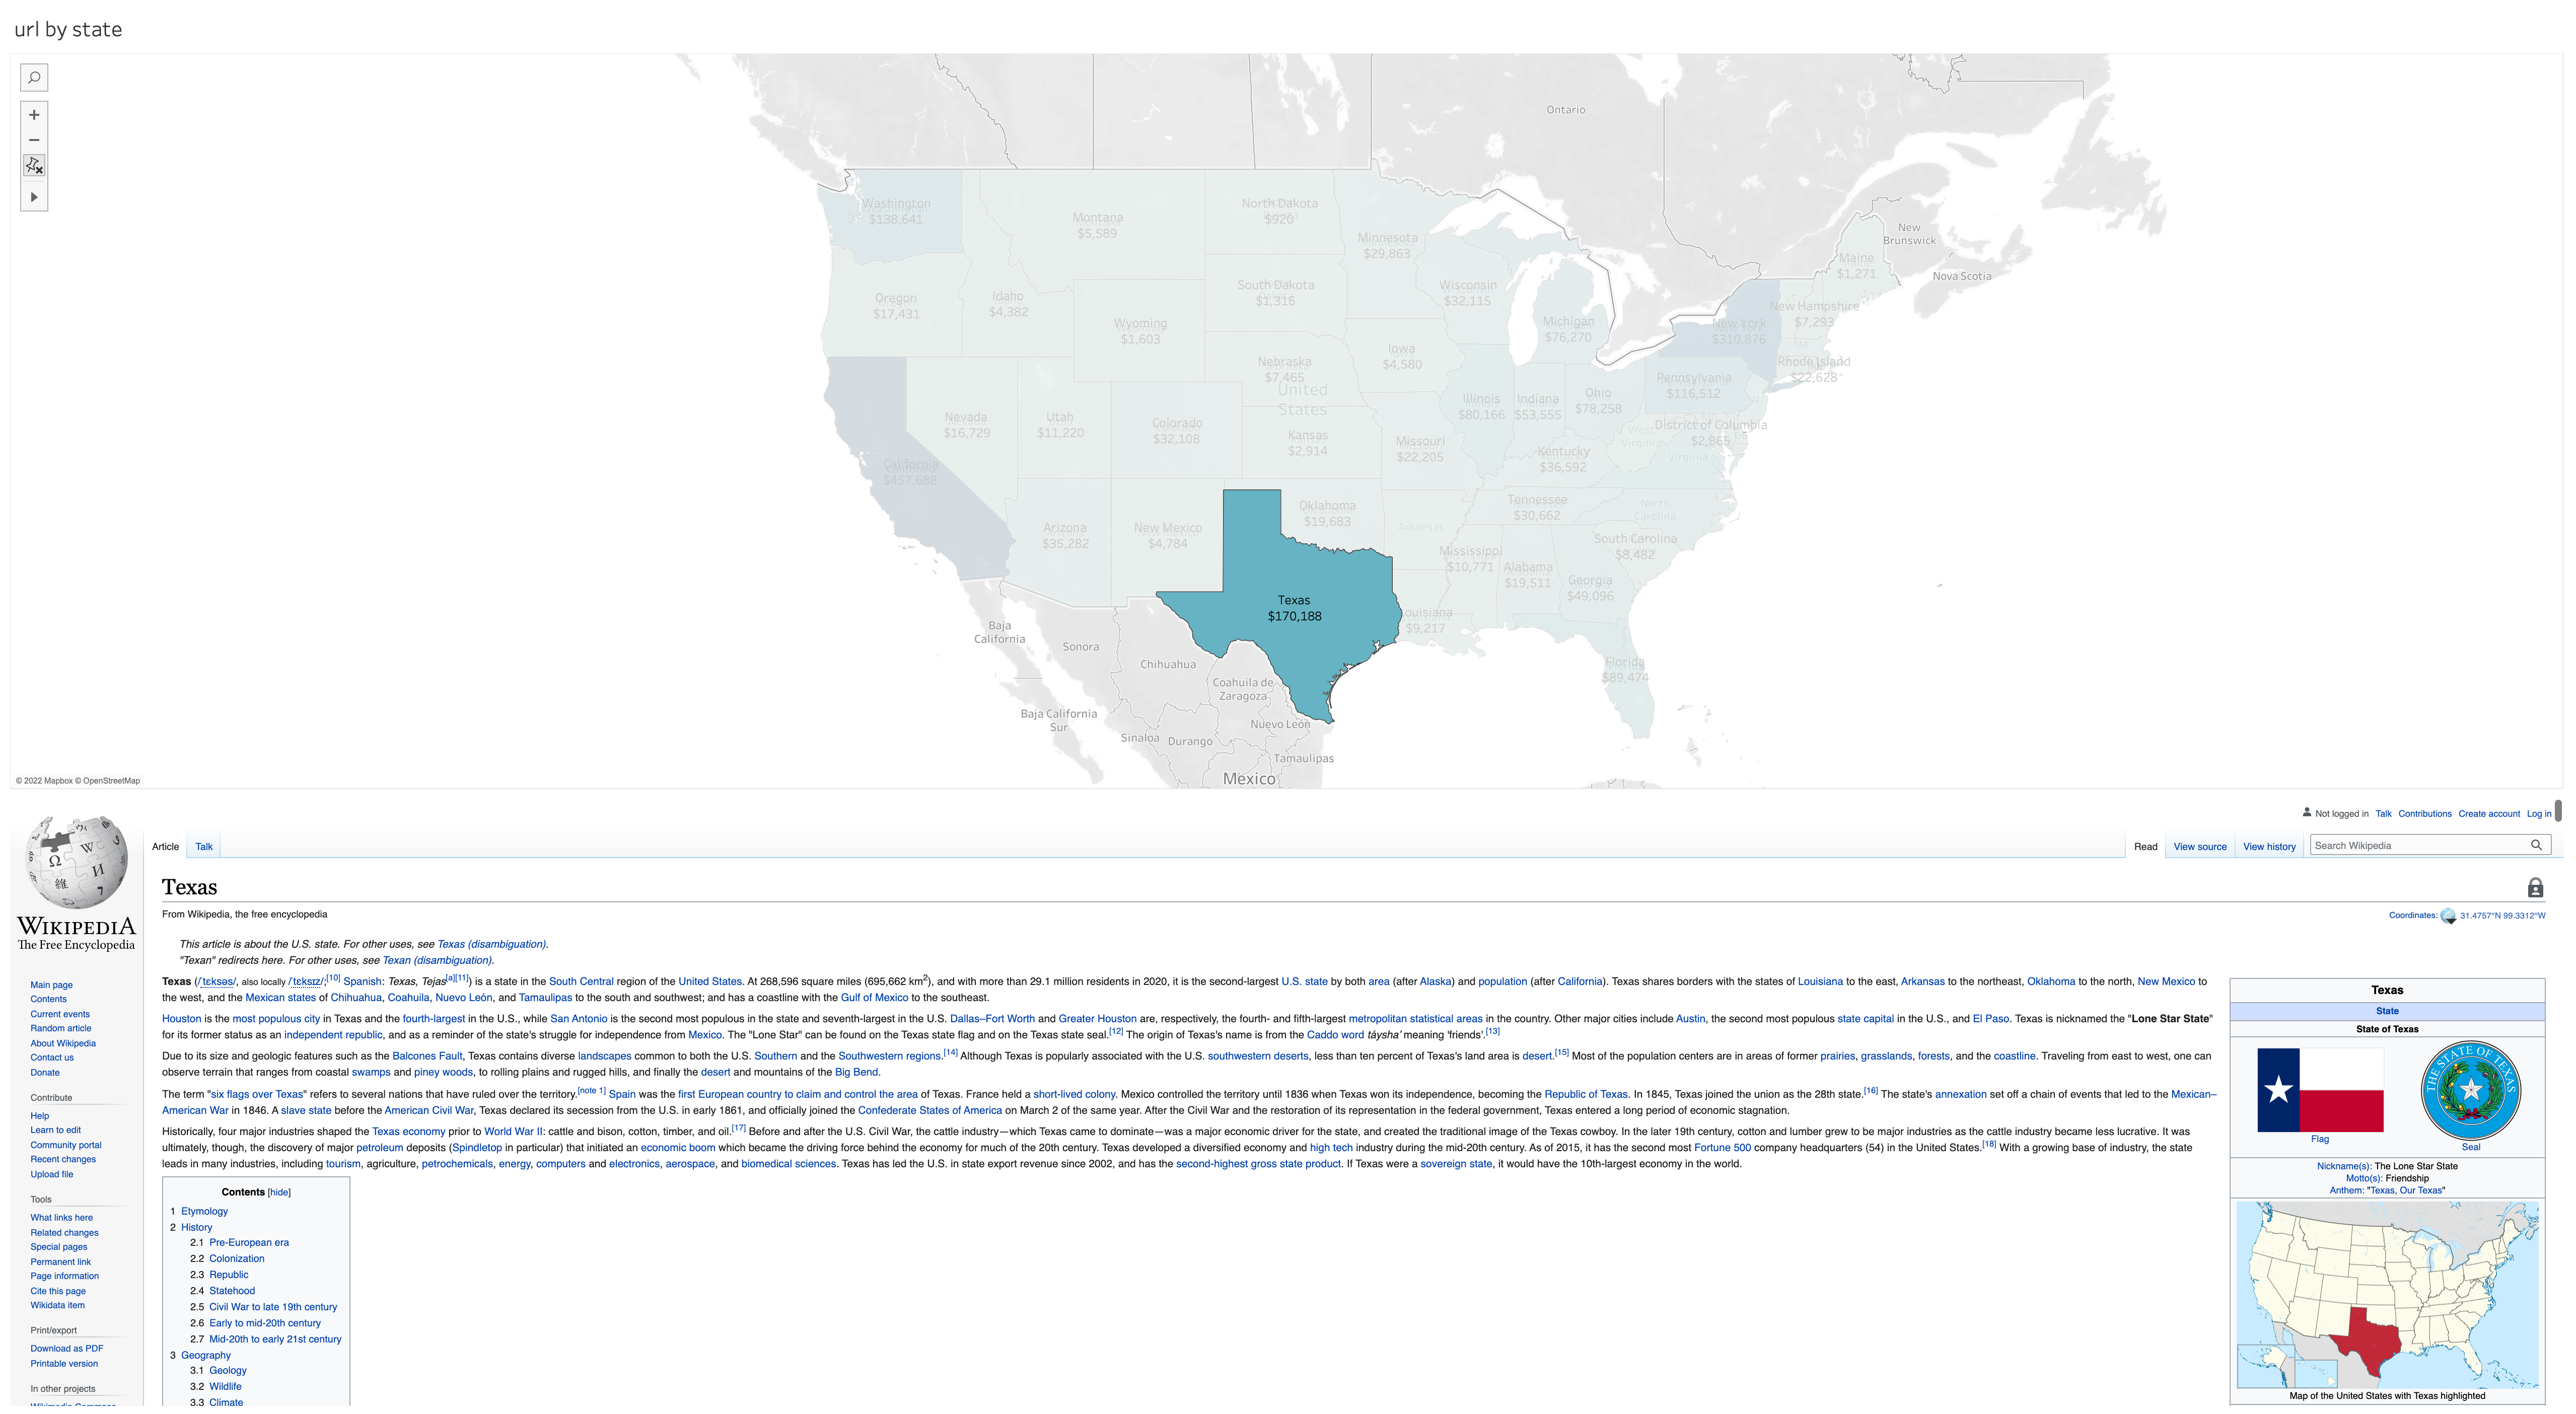 url by state
Ontario
Washington
$138,641
Montana
$5,589
North Dakota
$920
Minnesota
$29,863
New
Brunswick
Maine
$1,271
Nova Scotia
Oregon
$17,431
Idaho
$4,382
South Dakota
$1,316
Wisconsin
$32,115
Wyoming
$1,603
Michigan
$76,270
New York
$310,876
New Hampshire
$7,293
Iowa
$4,580
MA
Nebraska
$7,465
Rhode Island
$22,628
United
States
Pennsylvania
$116,512
Illinois
$80,166
Indiana
$53,555
Ohio
$78,258
Nevada
$16,729
Utah
$11,220
Colorado
$32,108
Kansas
$2,914
Missouri
$22,205
West
Virginia
District of Columbia
$2,865
Kentucky
$36,592
Virginia
California
$457,688
Arizona
$35,282
New Mexico
$4,784
Oklahoma
$19,683
Arkansas
Tennessee
$30,662
North
Carolina
South Carolina
$8,482
Mississippi
$10,771
Alabama
$19,511
Georgia
$49,096
Texas
$170,188
Louisiana
$9,217
Florida
$89,474
Baja
California
Sonora
Chihuahua
Coahuila de
Zaragoza
Baja California
Sur
Nuevo León
Sinaloa
Durango
Tamaulipas
Mexico
© 2022 Mapbox © OpenStreetMap
Not logged in Talk Contributions Create account Log in
Article Talk Read View source View history Search Wikipedia
WIKIPEDIA
The Free Encyclopedia
Main page
Contents
Current events
Random article
About Wikipedia
Contact us
Donate
Contribute
Help
Learn to edit
Community portal
Recent changes
Upload file
Tools
What links here
Related changes
Special pages
Permanent link
Page information
Cite this page
Wikidata item
Print/export
Download as PDF
Printable version
In other projects
Wikimedia Commons
Texas
From Wikipedia, the free encyclopedia
Coordinates: 31.4757°N 99.3312°W
This article is about the U.S. state. For other uses, see Texas (disambiguation).
"Texan" redirects here. For other uses, see Texan (disambiguation).
Texas (/ˈtɛksəs/, also locally /ˈtɛksɪz/;[10] Spanish: Texas, Tejas[a][11]) is a state in the South Central region of the United States. At 268,596 square miles (695,662 km2), and with more than 29.1 million residents in 2020, it is the second-largest U.S. state by both area (after Alaska) and population (after California). Texas shares borders with the states of Louisiana to the east, Arkansas to the northeast, Oklahoma to the north, New Mexico to
the west, and the Mexican states of Chihuahua, Coahuila, Nuevo León, and Tamaulipas to the south and southwest; and has a coastline with the Gulf of Mexico to the southeast.
Houston is the most populous city in Texas and the fourth-largest in the U.S., while San Antonio is the second most populous in the state and seventh-largest in the U.S. Dallas–Fort Worth and Greater Houston are, respectively, the fourth- and fifth-largest metropolitan statistical areas in the country. Other major cities include Austin, the second most populous state capital in the U.S., and El Paso. Texas is nicknamed the "Lone Star State"
for its former status as an independent republic, and as a reminder of the state's struggle for independence from Mexico. The "Lone Star" can be found on the Texas state flag and on the Texas state seal.[12] The origin of Texas's name is from the Caddo word táyshaʼ meaning 'friends'.[13]
Due to its size and geologic features such as the Balcones Fault, Texas contains diverse landscapes common to both the U.S. Southern and the Southwestern regions.[14] Although Texas is popularly associated with the U.S. southwestern deserts, less than ten percent of Texas's land area is desert.[15] Most of the population centers are in areas of former prairies, grasslands, forests, and the coastline. Traveling from east to west, one can
observe terrain that ranges from coastal swamps and piney woods, to rolling plains and rugged hills, and finally the desert and mountains of the Big Bend.
The term "six flags over Texas" refers to several nations that have ruled over the territory.[note 1] Spain was the first European country to claim and control the area of Texas. France held a short-lived colony. Mexico controlled the territory until 1836 when Texas won its independence, becoming the Republic of Texas. In 1845, Texas joined the union as the 28th state.[16] The state's annexation set off a chain of events that led to the Mexican–
American War in 1846. A slave state before the American Civil War, Texas declared its secession from the U.S. in early 1861, and officially joined the Confederate States of America on March 2 of the same year. After the Civil War and the restoration of its representation in the federal government, Texas entered a long period of economic stagnation.
Historically, four major industries shaped the Texas economy prior to World War II: cattle and bison, cotton, timber, and oil.[17] Before and after the U.S. Civil War, the cattle industry—which Texas came to dominate—was a major economic driver for the state, and created the traditional image of the Texas cowboy. In the later 19th century, cotton and lumber grew to be major industries as the cattle industry became less lucrative. It was
ultimately, though, the discovery of major petroleum deposits (Spindletop in particular) that initiated an economic boom which became the driving force behind the economy for much of the 20th century. Texas developed a diversified economy and high tech industry during the mid-20th century. As of 2015, it has the second most Fortune 500 company headquarters (54) in the United States.[18] With a growing base of industry, the state
leads in many industries, including tourism, agriculture, petrochemicals, energy, computers and electronics, aerospace, and biomedical sciences. Texas has led the U.S. in state export revenue since 2002, and has the second-highest gross state product. If Texas were a sovereign state, it would have the 10th-largest economy in the world.
Contents [hide]
1 Etymology
2 History
2.1 Pre-European era
2.2 Colonization
2.3 Republic
2.4 Statehood
2.5 Civil War to late 19th century
2.6 Early to mid-20th century
2.7 Mid-20th to early 21st century
3 Geography
3.1 Geology
3.2 Wildlife
3.3 Climate
Texas
State
State of Texas
THE STATE OF TEXAS
Flag
Seal
Nickname(s): The Lone Star State
Motto(s): Friendship
Anthem: "Texas, Our Texas"
Map of the United States with Texas highlighted